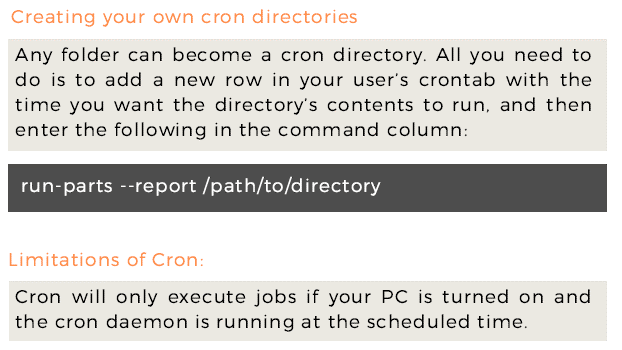 Creating your own cron directories
Any folder can become a cron directory. All you need to
do is to add a new row in your user's crontab with the
time you want the directory's contents to run, and then
enter the following in the command column:
run-parts --report /path/to/directory
Limitations of Cron:
Cron will only execute jobs if your PC is turned on and
the cron daemon is running at the scheduled time.